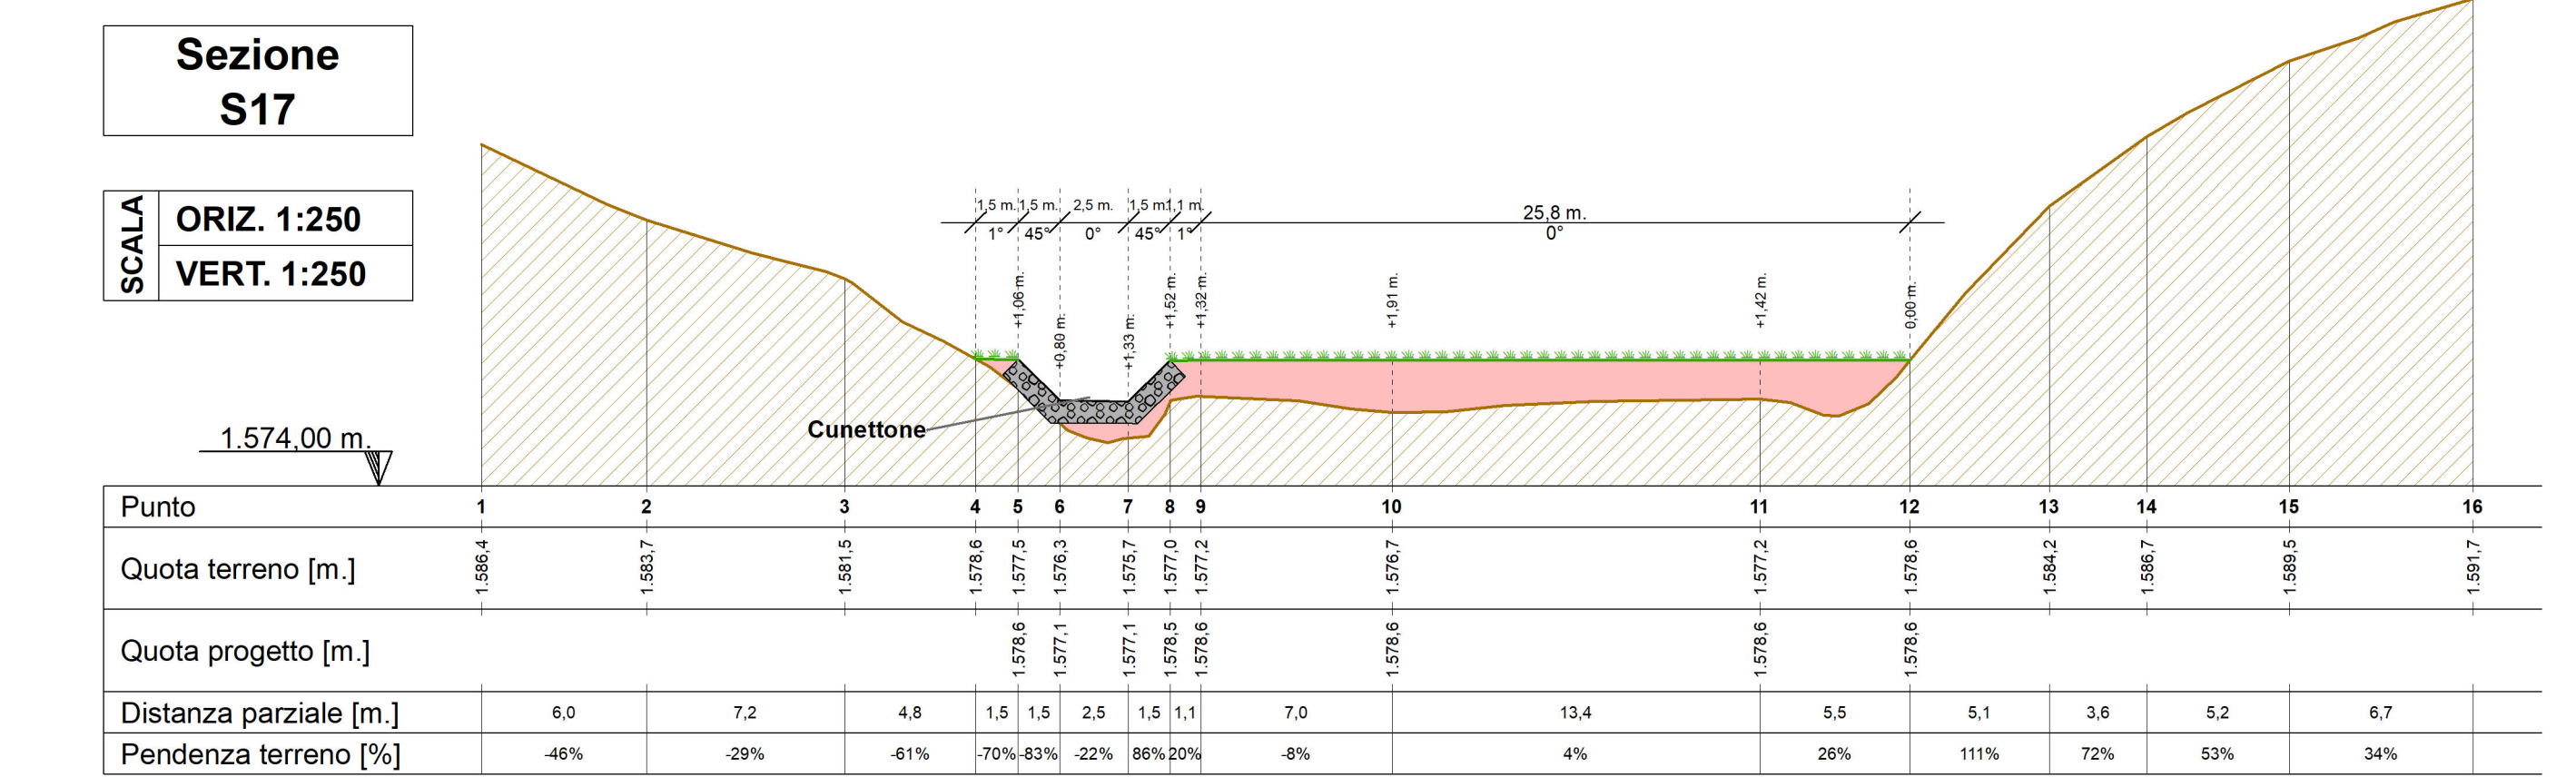 Sezione
S17
SCALA
ORIZ. 1:250
VERT. 1:250
1,5 m. 1,5 m. 2,5 m. 1,5 m. 1,1 m. 25,8 m.
1° 45° 0° 45° 1° 0°
+1,06 m. +0,80 m. +1,33 m. +1,52 m. +1,32 m. +1,91 m. +1,42 m. 0,00 m.
Cunettone
1.574,00 m.
Punto 1 2 3 4 5 6 7 8 9 10 11 12 13 14 15 16
Quota terreno [m.] 1.586,4 1.583,7 1.581,5 1.578,6 1.577,5 1.576,3 1.575,7 1.577,0 1.577,2 1.576,7 1.577,2 1.578,6 1.584,2 1.586,7 1.589,5 1.591,7
Quota progetto [m.] 1.578,6 1.577,1 1.577,1 1.578,5 1.578,6 1.578,6 1.578,6 1.578,6
Distanza parziale [m.] 6,0 7,2 4,8 1,5 1,5 2,5 1,5 1,1 7,0 13,4 5,5 5,1 3,6 5,2 6,7
Pendenza terreno [%] -46% -29% -61% -70% -83% -22% 86% 20% -8% 4% 26% 111% 72% 53% 34%